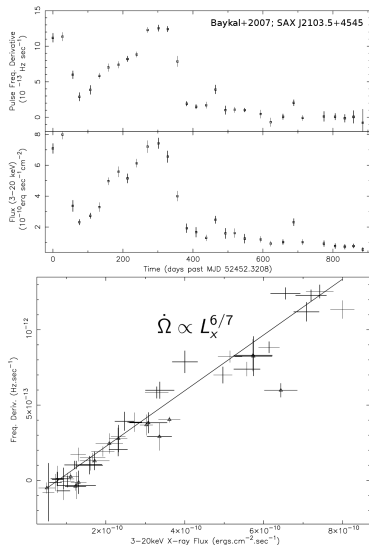 Baykal+2007; SAX J2103.5+4545
Pulse Freq. Derivative
(10 ⁻¹³ Hz sec⁻¹)
15
10
5
0
Flux (3-20 keV)
(10⁻¹⁰erg sec⁻¹cm⁻²)
8
6
4
2
0 200 400 600 800
Time (days past MJD 52452.3208)
Ω̇ ∝ Lₓ^6/7
Freq. Deriv. (Hz.sec⁻¹)
10⁻¹²
5×10⁻¹³
0
2×10⁻¹⁰ 4×10⁻¹⁰ 6×10⁻¹⁰ 8×10⁻¹⁰
3-20keV X-ray Flux (ergs.cm⁻².sec⁻¹)